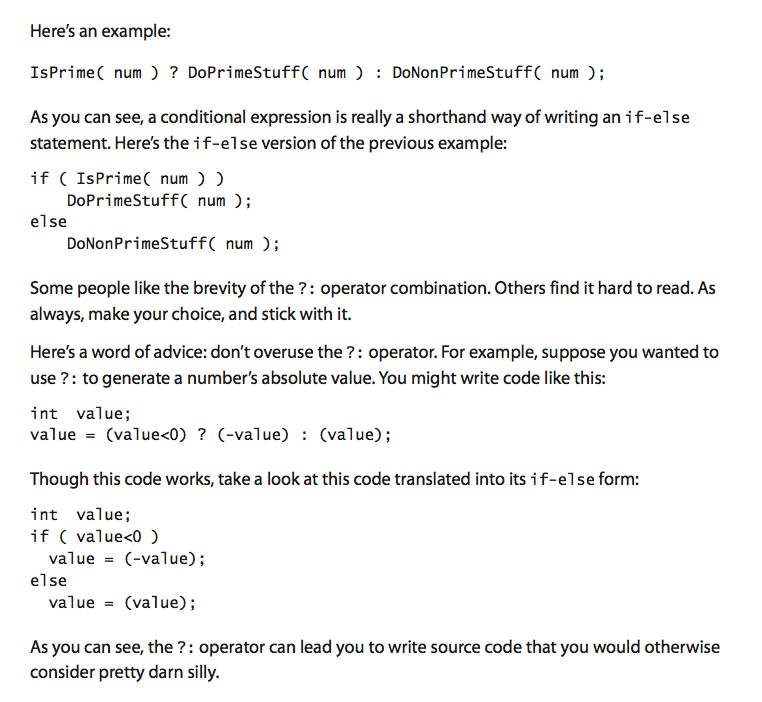 Here’s an example:
IsPrime( num ) ? DoPrimeStuff( num ) : DoNonPrimeStuff( num );
As you can see, a conditional expression is really a shorthand way of writing an if-else
statement. Here’s the if-else version of the previous example:
if ( IsPrime( num ) )
    DoPrimeStuff( num );
else
    DoNonPrimeStuff( num );
Some people like the brevity of the ?: operator combination. Others find it hard to read. As
always, make your choice, and stick with it.
Here’s a word of advice: don’t overuse the ?: operator. For example, suppose you wanted to
use ?: to generate a number’s absolute value. You might write code like this:
int  value;
value = (value<0) ? (-value) : (value);
Though this code works, take a look at this code translated into its if-else form:
int  value;
if ( value<0 )
  value = (-value);
else
  value = (value);
As you can see, the ?: operator can lead you to write source code that you would otherwise
consider pretty darn silly.